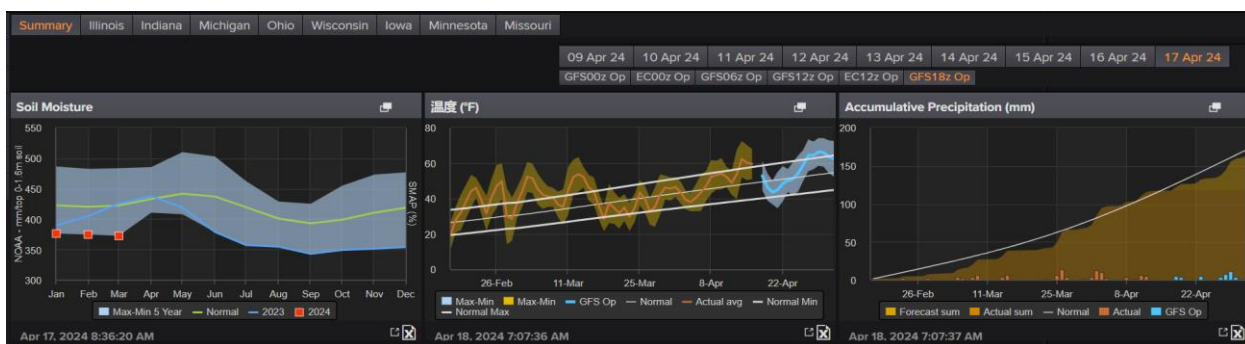 Summary Illinois Indiana Michigan Ohio Wisconsin Iowa Minnesota Missouri
09 Apr 24 10 Apr 24 11 Apr 24 12 Apr 24 13 Apr 24 14 Apr 24 15 Apr 24 16 Apr 24 17 Apr 24
GFS00z Op EC00z Op GFS06z Op GFS12z Op EC12z Op GFS18z Op
Soil Moisture
550
500
450
400
350
300
NOAA - mm/top 0-1.6m soil
SMAP (%)
Jan Feb Mar Apr May Jun Jul Aug Sep Oct Nov Dec
Max-Min 5 Year Normal 2023 2024
Apr 17, 2024 8:36:20 AM
温度 (°F)
80
60
40
20
0
26-Feb 11-Mar 25-Mar 8-Apr 22-Apr
Max-Min Max-Min GFS Op Normal Actual avg Normal Min
Normal Max
Apr 18, 2024 7:07:36 AM
Accumulative Precipitation (mm)
200
150
100
50
0
26-Feb 11-Mar 25-Mar 8-Apr 22-Apr
Forecast sum Actual sum Normal Actual GFS Op
Apr 18, 2024 7:07:37 AM